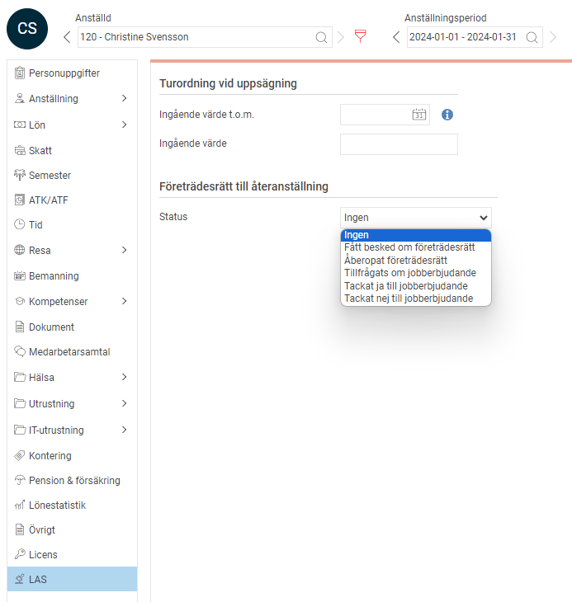 CS
Anställd
120 - Christine Svensson
Anställningsperiod
2024-01-01 - 2024-01-31
Personuppgifter
Anställning
Lön
Skatt
Semester
ATK/ATF
Tid
Resa
Bemanning
Kompetenser
Dokument
Medarbetarsamtal
Hälsa
Utrustning
IT-utrustning
Kontering
Pension & försäkring
Lönestatistik
Övrigt
Licens
LAS
Turordning vid uppsägning
Ingående värde t.o.m.
31
Ingående värde
Företrädesrätt till återanställning
Status
Ingen
Ingen
Fått besked om företrädesrätt
Åberopat företrädesrätt
Tillfrågats om jobberbjudande
Tackat ja till jobberbjudande
Tackat nej till jobberbjudande